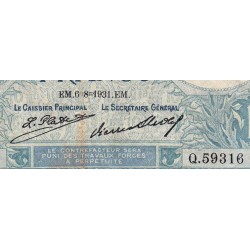 EM.6-8-1931.EM.
LE CAISSIER PRINCIPAL LE SECRÉTAIRE GÉNÉRAL
LE CONTREFACTEUR SERA
PUNI DES TRAVAUX FORCÉS
À PERPÉTUITÉ
Q.59316